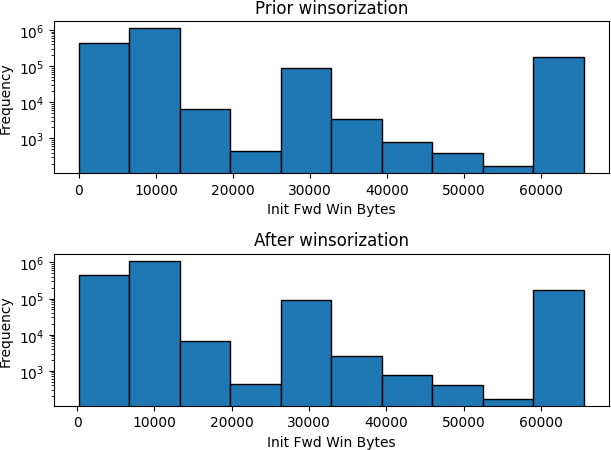 Prior winsorization
10⁶
10⁵
10⁴
10³
Frequency
0 10000 20000 30000 40000 50000 60000
Init Fwd Win Bytes
After winsorization
10⁶
10⁵
10⁴
10³
Frequency
0 10000 20000 30000 40000 50000 60000
Init Fwd Win Bytes